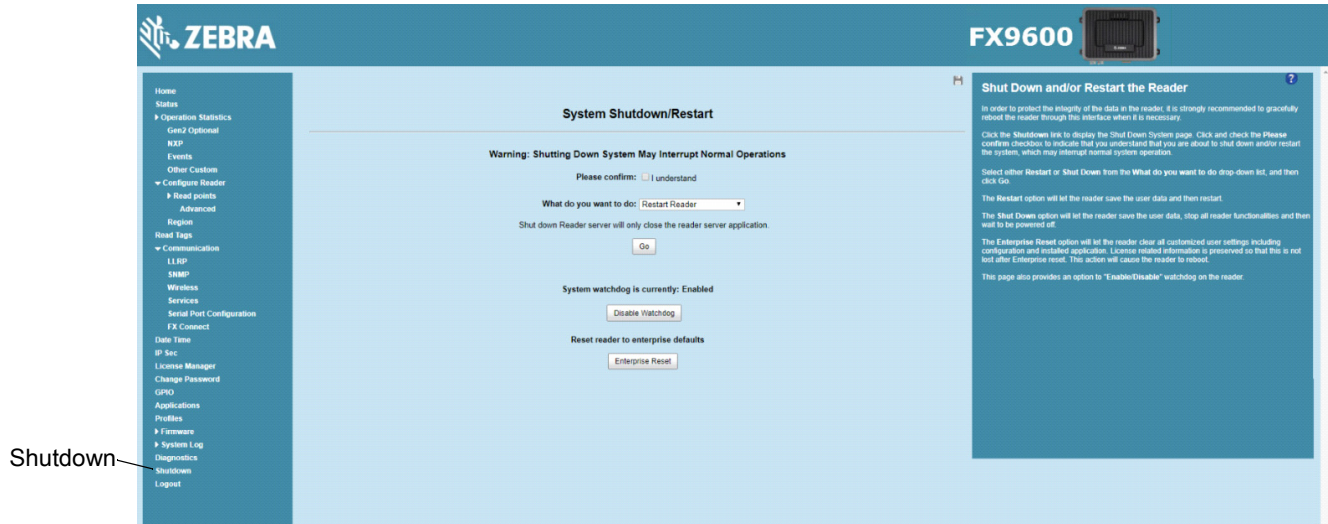 ZEBRA
FX9600
Home
Status
Operation Statistics
Gen2 Optional
NXP
Events
Other Custom
Configure Reader
Read points
Advanced
Region
Read Tags
Communication
LLRP
SNMP
Wireless
Services
Serial Port Configuration
FX Connect
Date Time
IP Sec
License Manager
Change Password
GPIO
Applications
Profiles
Firmware
System Log
Diagnostics
Shutdown
Logout
Shutdown
System Shutdown/Restart
Warning: Shutting Down System May Interrupt Normal Operations
Please confirm: I understand
What do you want to do: Restart Reader
Shut down Reader server will only close the reader server application.
Go
System watchdog is currently: Enabled
Disable Watchdog
Reset reader to enterprise defaults
Enterprise Reset
?
Shut Down and/or Restart the Reader
In order to protect the integrity of the data in the reader, it is strongly recommended to gracefully
reboot the reader through this interface when it is necessary.
Click the Shutdown link to display the Shut Down System page. Click and check the Please
confirm checkbox to indicate that you understand that you are about to shut down and/or restart
the system, which may interrupt normal system operation.
Select either Restart or Shut Down from the What do you want to do drop-down list, and then
click Go.
The Restart option will let the reader save the user data and then restart.
The Shut Down option will let the reader save the user data, stop all reader functionalities and then
wait to be powered off.
The Enterprise Reset option will let the reader clear all customized user settings including
configuration and installed application. License related information is preserved so that this is not
lost after Enterprise reset. This action will cause the reader to reboot.
This page also provides an option to "Enable/Disable" watchdog on the reader.